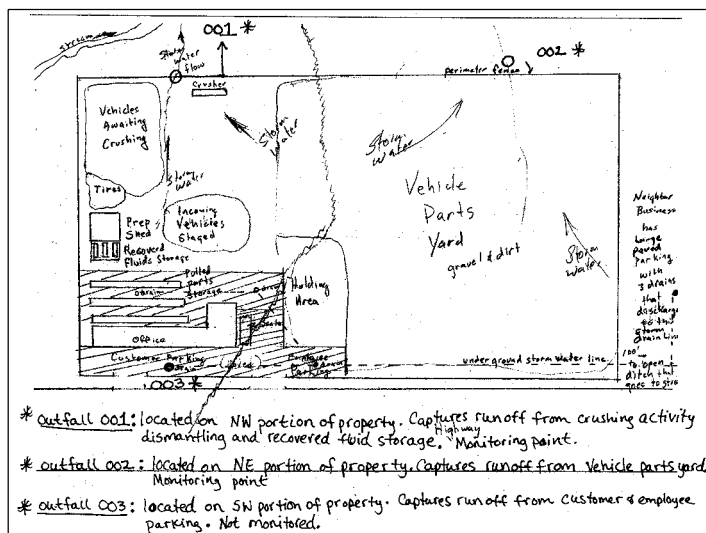 001 *
002 *
stream
Storm
water
flow
perimeter fence
Crusher
Vehicles
Awaiting
Crushing
Storm
Water
Storm
water
Storm
water
Vehicle
Parts
Yard
gravel & dirt
Tires
Prep
Shed
Recovered
Fluids Storage
Incoming
Vehicles
Staged
Storm
Water
Neighbor
Business
has
large
paved
parking
with
3 drains
that
discharge
to the
storm
drain line
Pulled
parts
Storage
drain
drain
Holding
Area
Office
Customer Parking
drain
(paved)
Employee
Parking
underground storm water line
100'
to open
ditch that
goes to
003 *
* outfall 001: located on NW portion of property. Captures runoff from crushing activity
dismantling and recovered fluid storage. Highway Monitoring point.
* outfall 002: located on NE portion of property. Captures runoff from Vehicle parts yard.
Monitoring point
* outfall 003: located on SW portion of property. Captures runoff from customer & employee
parking. Not monitored.